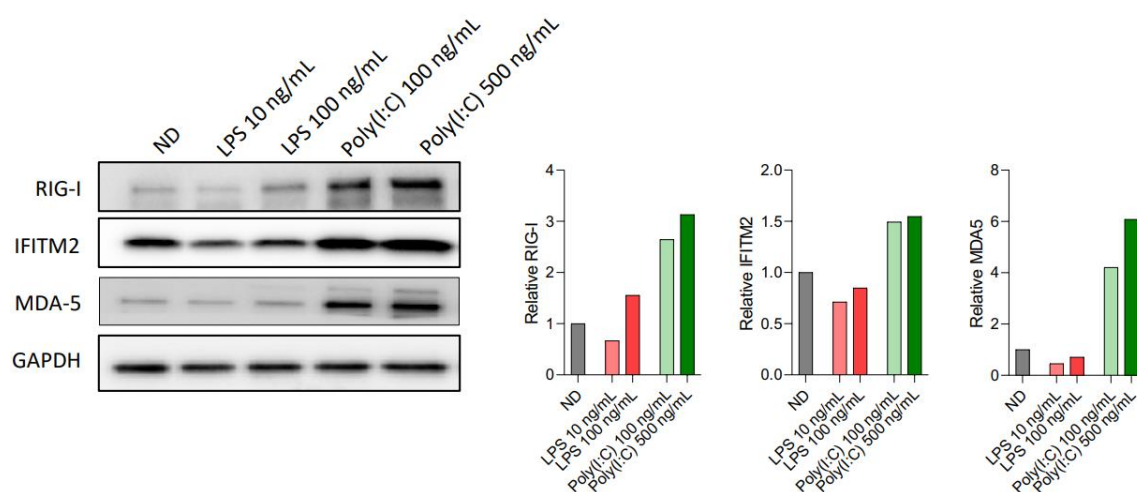 ND
LPS 10 ng/mL
LPS 100 ng/mL
Poly(I:C) 100 ng/mL
Poly(I:C) 500 ng/mL
RIG-I
IFITM2
MDA-5
GAPDH
Relative RIG-I
4
3
2
1
0
ND
LPS 10 ng/mL
LPS 100 ng/mL
Poly(I:C) 100 ng/mL
Poly(I:C) 500 ng/mL
Relative IFITM2
2.0
1.5
1.0
0.5
0.0
ND
LPS 10 ng/mL
LPS 100 ng/mL
Poly(I:C) 100 ng/mL
Poly(I:C) 500 ng/mL
Relative MDA5
8
6
4
2
0
ND
LPS 10 ng/mL
LPS 100 ng/mL
Poly(I:C) 100 ng/mL
Poly(I:C) 500 ng/mL